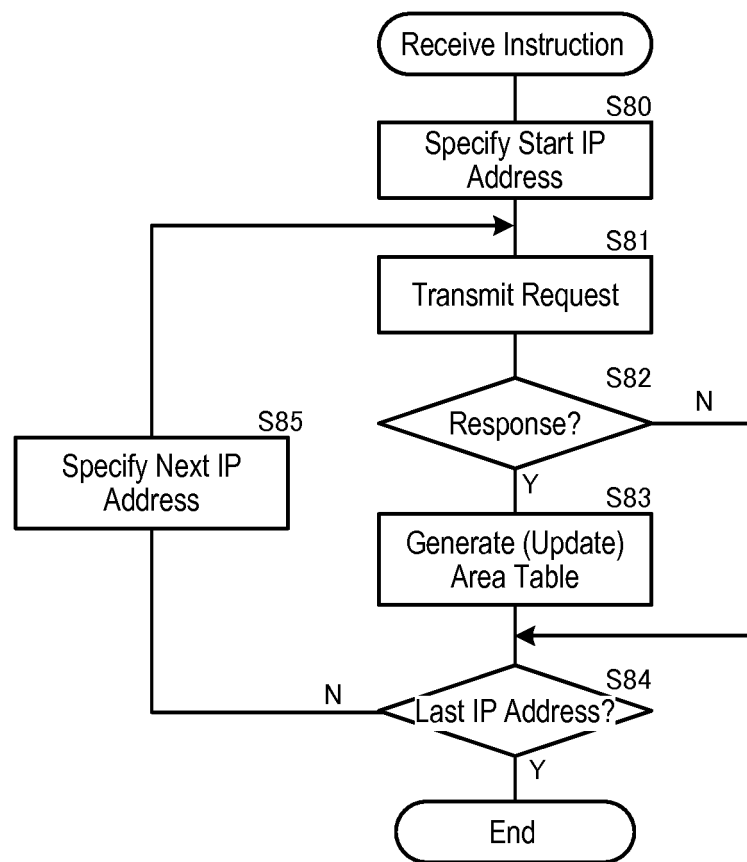 Receive Instruction
S80
Specify Start IP
Address
S81
Transmit Request
S82
Response?
N
Y
S85
Specify Next IP
Address
S83
Generate (Update)
Area Table
S84
Last IP Address?
N
Y
End